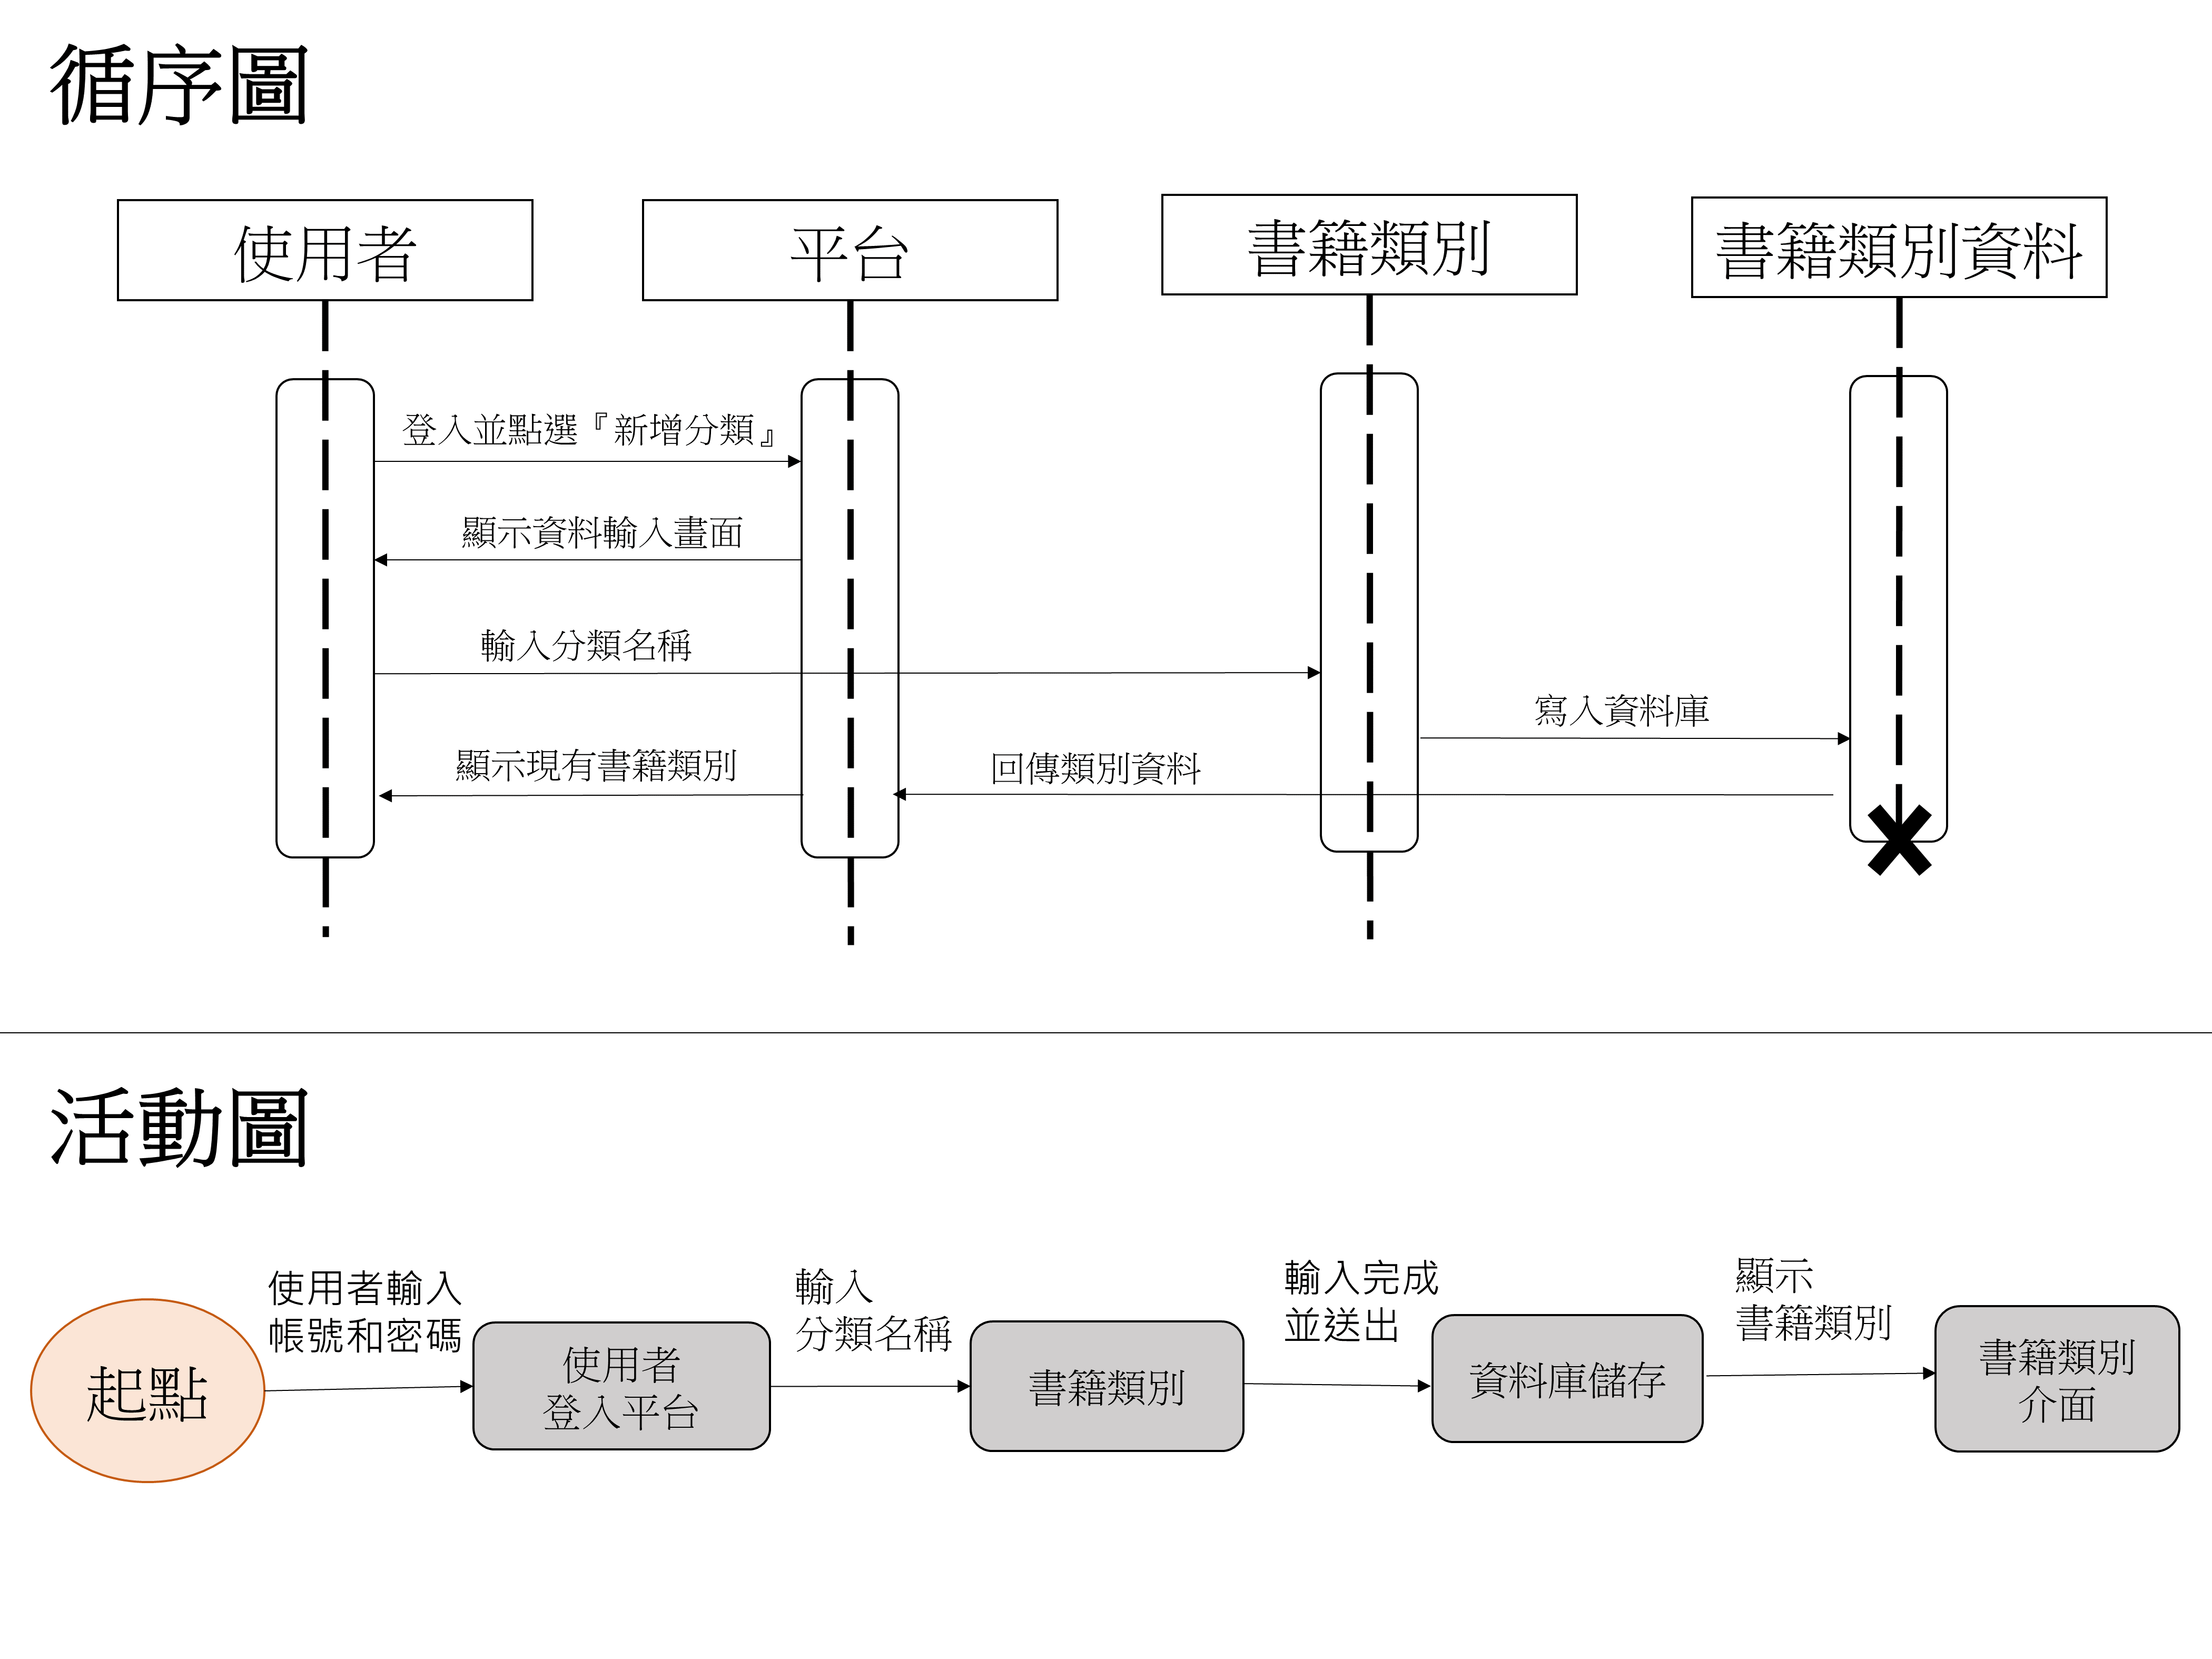 循序圖
使用者
平台
書籍類別
書籍類別資料
登入並點選『新增分類』
顯示資料輸入畫面
輸入分類名稱
寫入資料庫
顯示現有書籍類別
回傳類別資料
活動圖
起點
使用者輸入
帳號和密碼
使用者
登入平台
輸入
分類名稱
書籍類別
輸入完成
並送出
資料庫儲存
顯示
書籍類別
書籍類別
介面